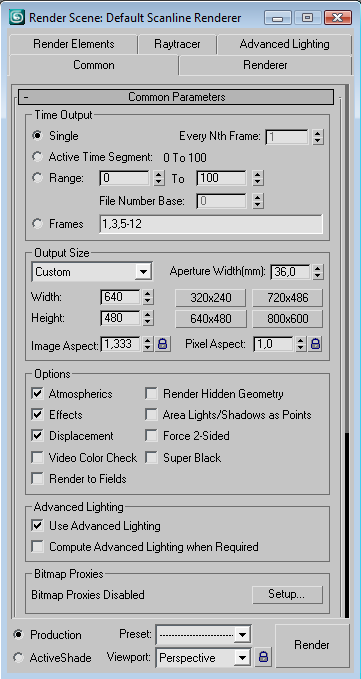 Render Scene: Default Scanline Renderer
Render Elements Raytracer Advanced Lighting
Common Renderer
- Common Parameters
Time Output
Single Every Nth Frame: 1
Active Time Segment: 0 To 100
Range: 0 To 100
File Number Base: 0
Frames 1,3,5-12
Output Size
Custom Aperture Width(mm): 36,0
Width: 640 320x240 720x486
Height: 480 640x480 800x600
Image Aspect: 1,333 Pixel Aspect: 1,0
Options
Atmospherics Render Hidden Geometry
Effects Area Lights/Shadows as Points
Displacement Force 2-Sided
Video Color Check Super Black
Render to Fields
Advanced Lighting
Use Advanced Lighting
Compute Advanced Lighting when Required
Bitmap Proxies
Bitmap Proxies Disabled Setup...
Production Preset: --------------------
ActiveShade Viewport: Perspective Render